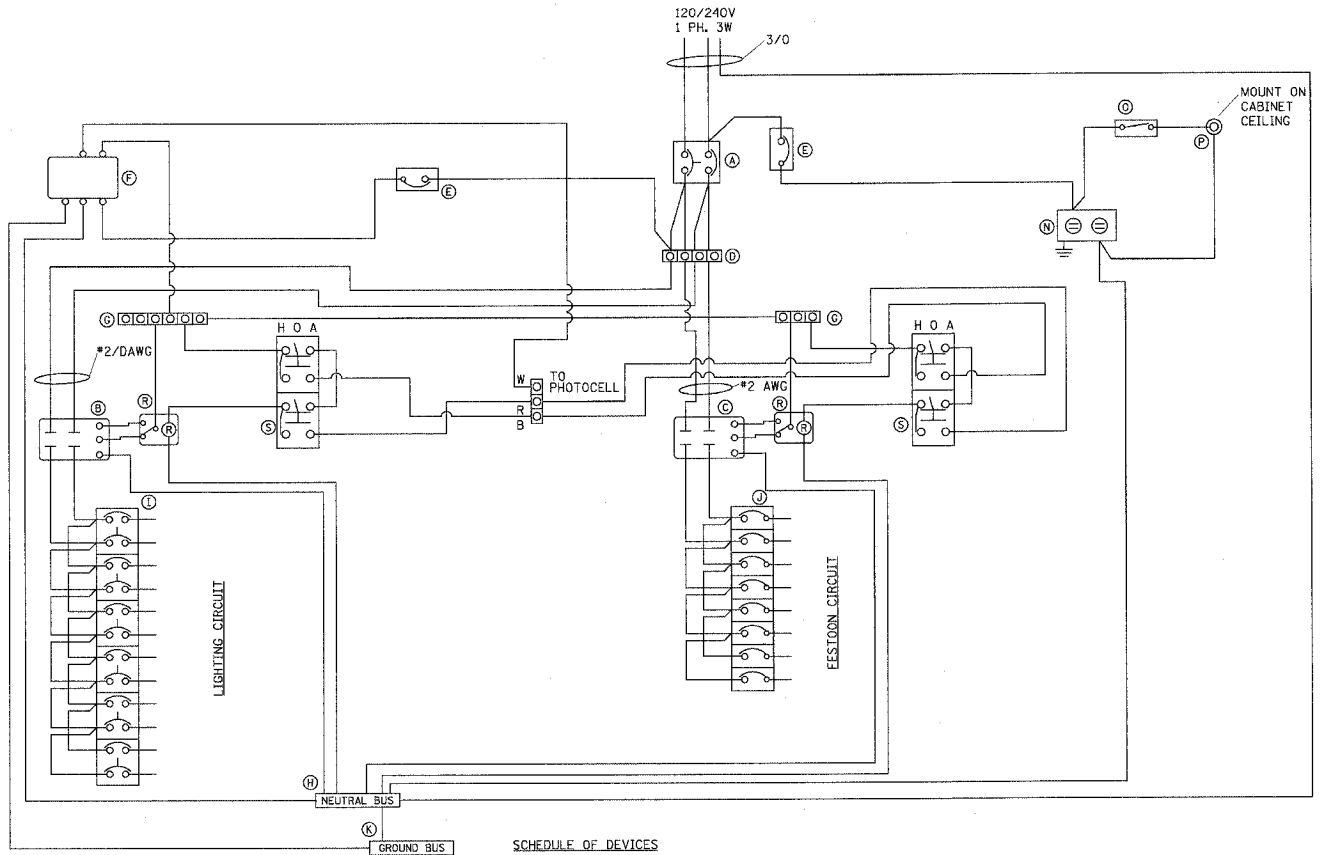 120/240V
1 PH. 3W
3/0
MOUNT ON
CABINET
CEILING
O
P
A
E
F
E
N
D
G
G
H O A
H O A
#2/DAWG
W
TO
PHOTOCELL
R
B
#2 AWG
B
R
R
S
C
R
R
S
I
J
LIGHTING CIRCUIT
FESTOON CIRCUIT
H
NEUTRAL BUS
K
GROUND BUS
SCHEDULE OF DEVICES